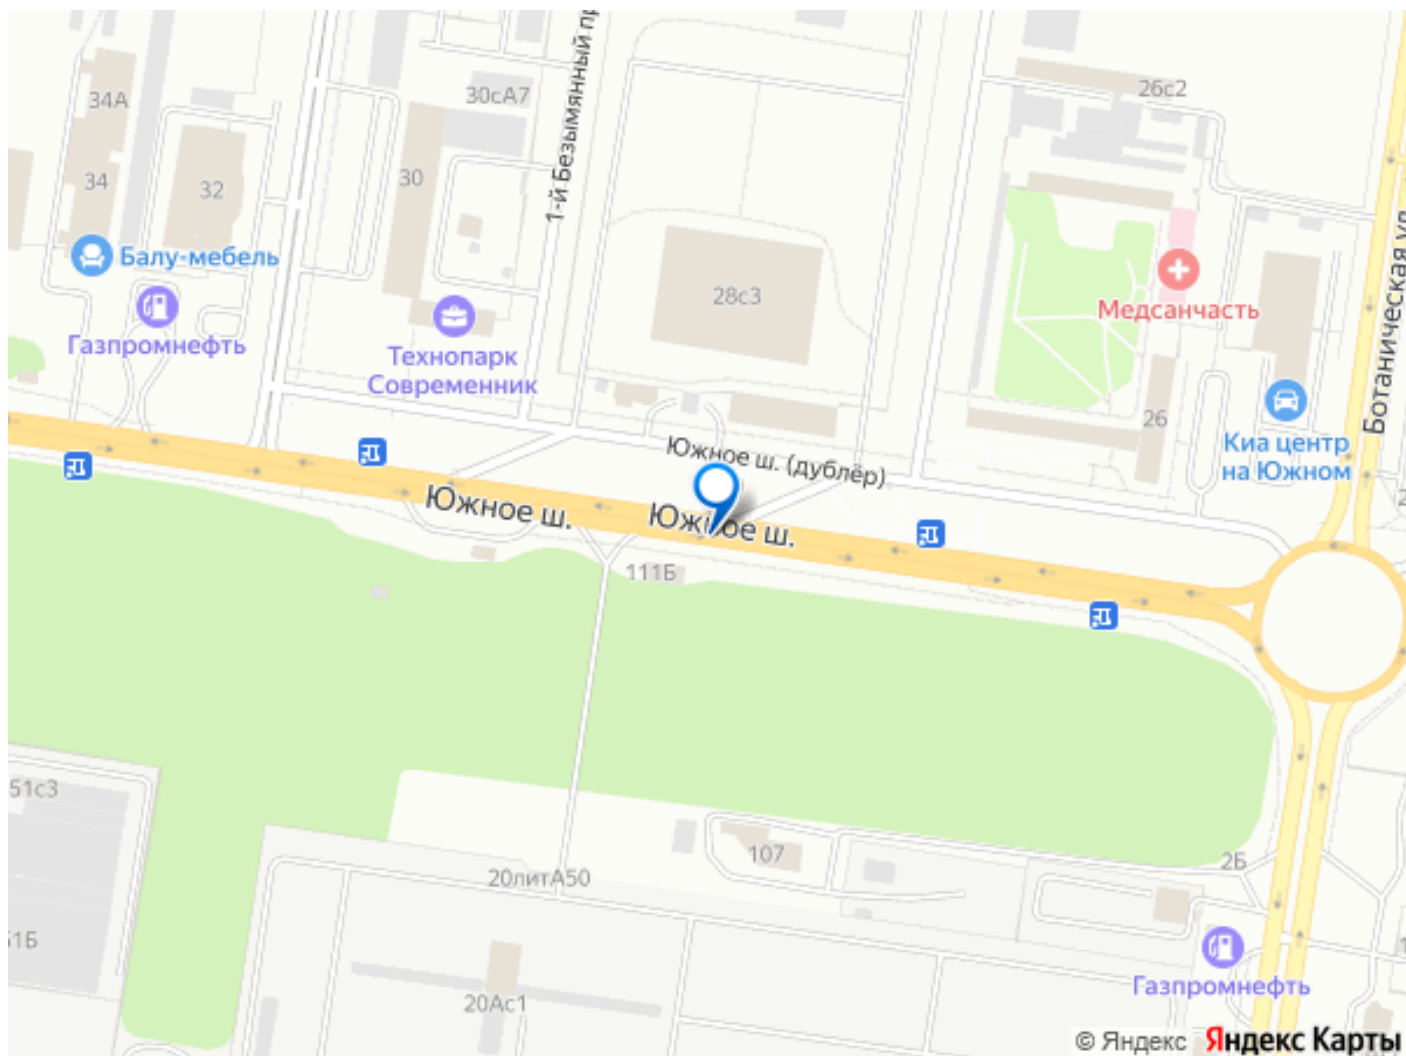 34А
30сА7
1-й Безымянный пр
26с2
34
32
30
Балу-мебель
28с3
Медсанчасть
Газпромнефть
Технопарк
Современник
Ботаническая ул
26
Киа центр
на Южном
Южное ш. (дублёр)
Южное ш.
Южное ш.
111Б
51с3
107
2Б
20литА50
51Б
Газпромнефть
20Ас1
© Яндекс Яндекс Карты